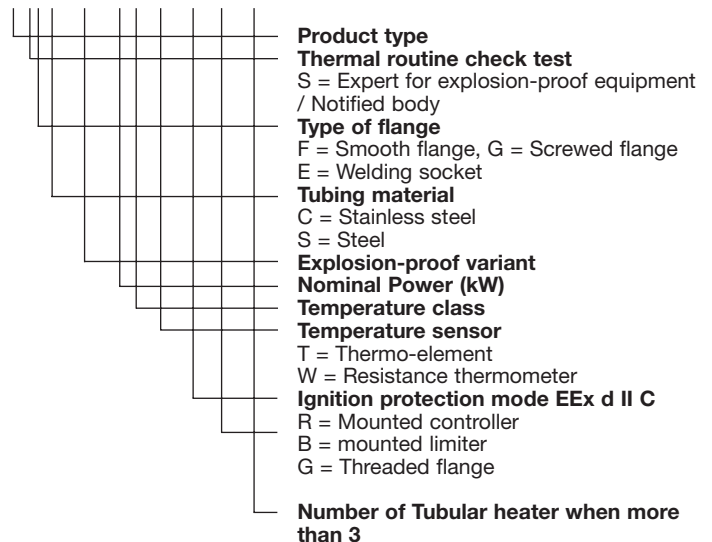 Product type
Thermal routine check test
S = Expert for explosion-proof equipment
/ Notified body
Type of flange
F = Smooth flange, G = Screwed flange
E = Welding socket
Tubing material
C = Stainless steel
S = Steel
Explosion-proof variant
Nominal Power (kW)
Temperature class
Temperature sensor
T = Thermo-element
W = Resistance thermometer
Ignition protection mode EEx d II C
R = Mounted controller
B = mounted limiter
G = Threaded flange
Number of Tubular heater when more
than 3